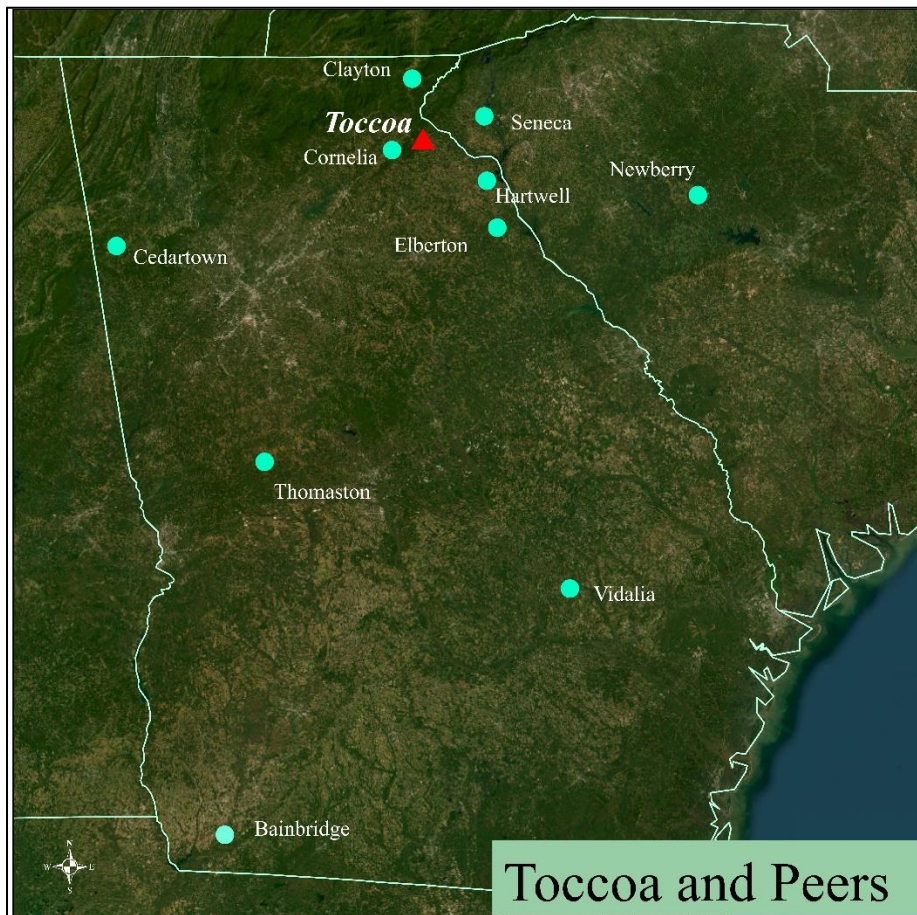 Clayton
Toccoa
Seneca
Cornelia
Newberry
Hartwell
Elberton
Cedartown
Thomaston
Vidalia
Bainbridge
N
W E
S
Toccoa and Peers